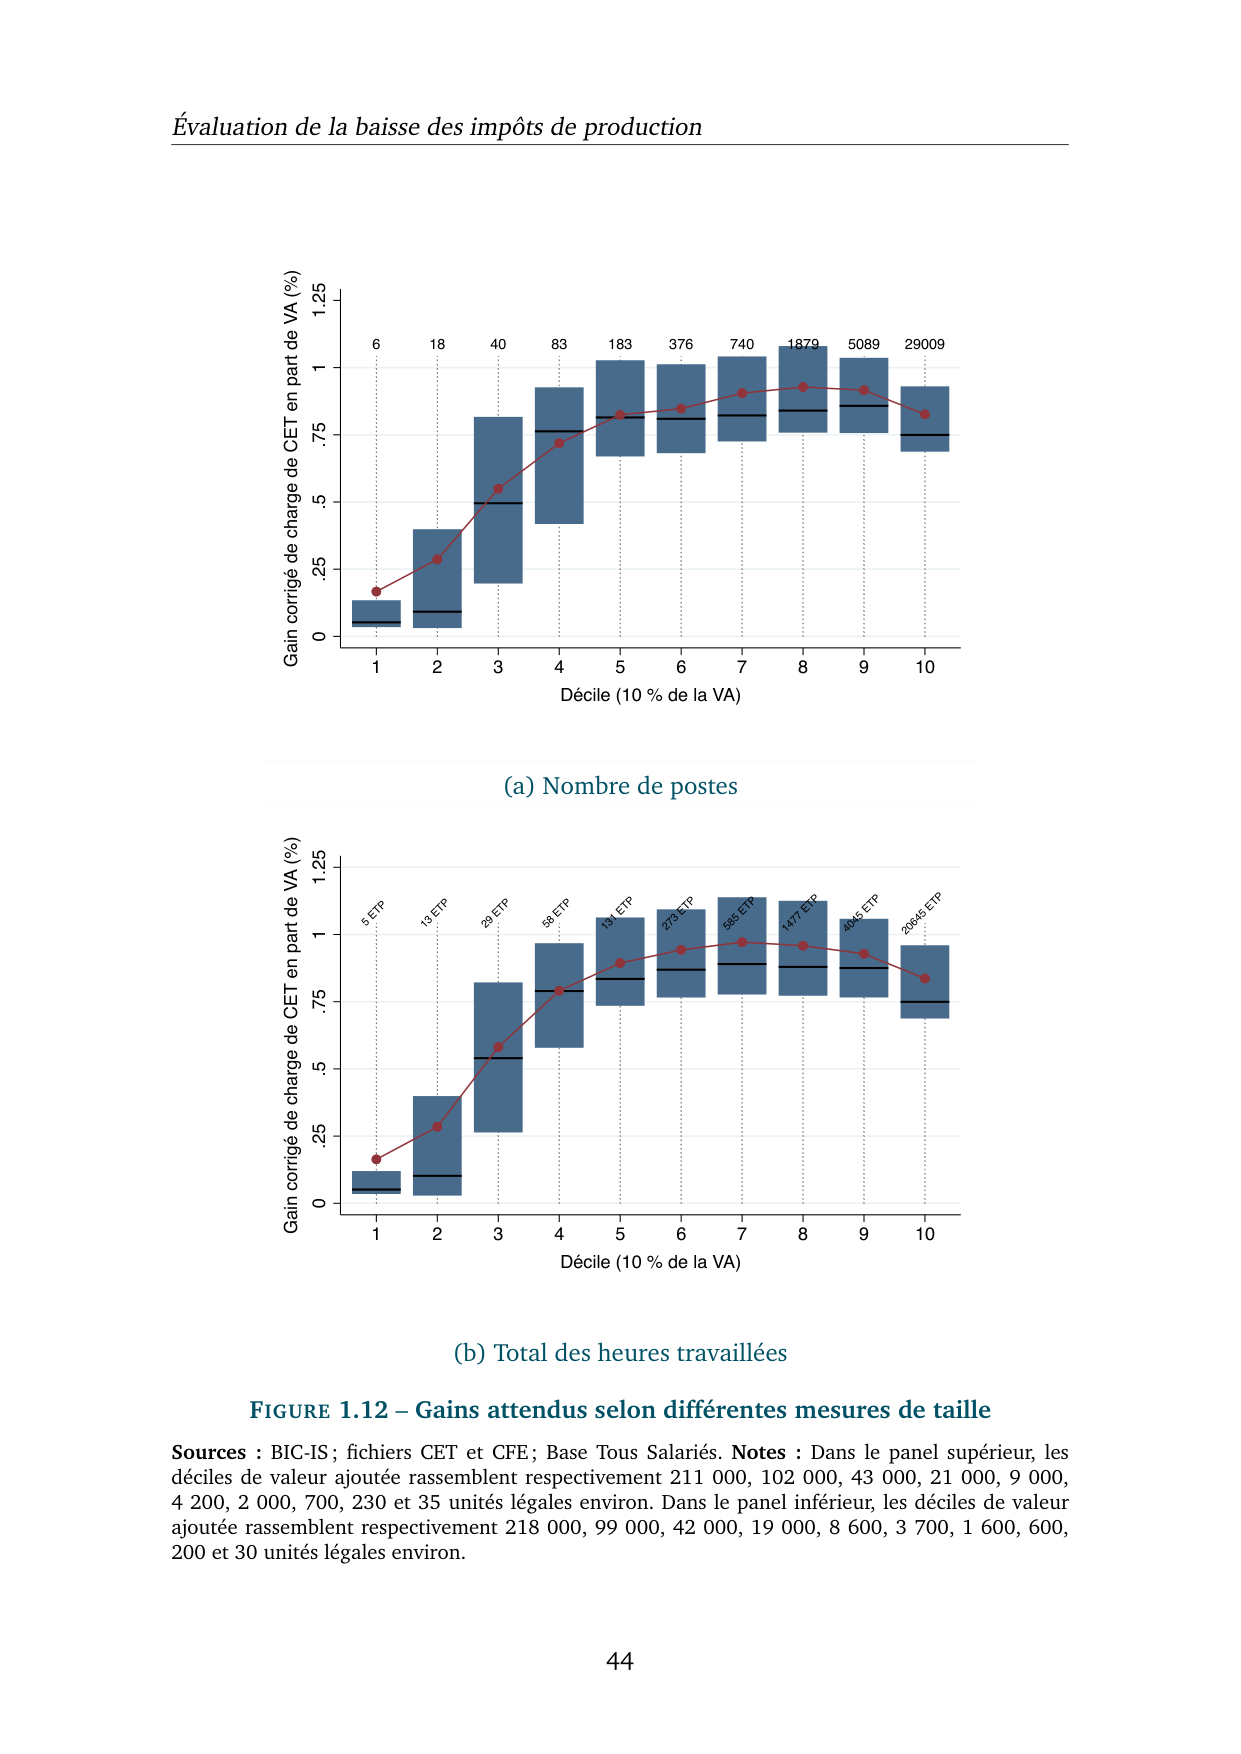 Évaluation de la baisse des impôts de production
Gain corrigé de charge de CET en part de VA (%)
1.25
1
.75
.5
.25
0
6 18 40 83 183 376 740 1879 5089 29009
1 2 3 4 5 6 7 8 9 10
Décile (10 % de la VA)
(a) Nombre de postes
Gain corrigé de charge de CET en part de VA (%)
1.25
1
.75
.5
.25
0
5 ETP 13 ETP 29 ETP 58 ETP 131 ETP 273 ETP 585 ETP 1477 ETP 4045 ETP 20645 ETP
1 2 3 4 5 6 7 8 9 10
Décile (10 % de la VA)
(b) Total des heures travaillées
FIGURE 1.12 – Gains attendus selon différentes mesures de taille
Sources : BIC-IS ; fichiers CET et CFE ; Base Tous Salariés. Notes : Dans le panel supérieur, les
déciles de valeur ajoutée rassemblent respectivement 211 000, 102 000, 43 000, 21 000, 9 000,
4 200, 2 000, 700, 230 et 35 unités légales environ. Dans le panel inférieur, les déciles de valeur
ajoutée rassemblent respectivement 218 000, 99 000, 42 000, 19 000, 8 600, 3 700, 1 600, 600,
200 et 30 unités légales environ.
44